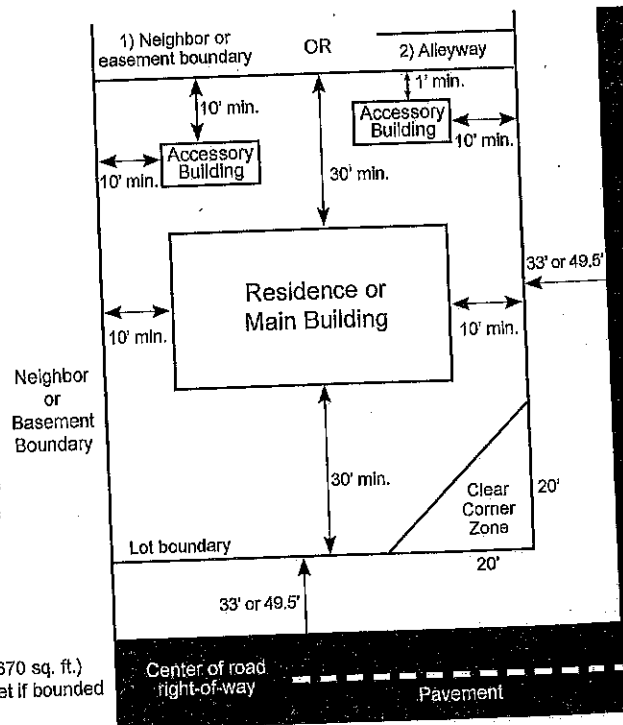 1) Neighbor or
easement boundary
OR
2) Alleyway
10' min.
1' min.
Accessory
Building
10' min.
Accessory
Building
10' min.
30' min.
33' or 49.5'
Residence or
Main Building
10' min.
10' min.
Neighbor
or
Basement
Boundary
30' min.
Clear
Corner
Zone
20'
Lot boundary
20'
33' or 49.5'
670 sq. ft.)
et if bounded
Center of road
right-of-way
Pavement